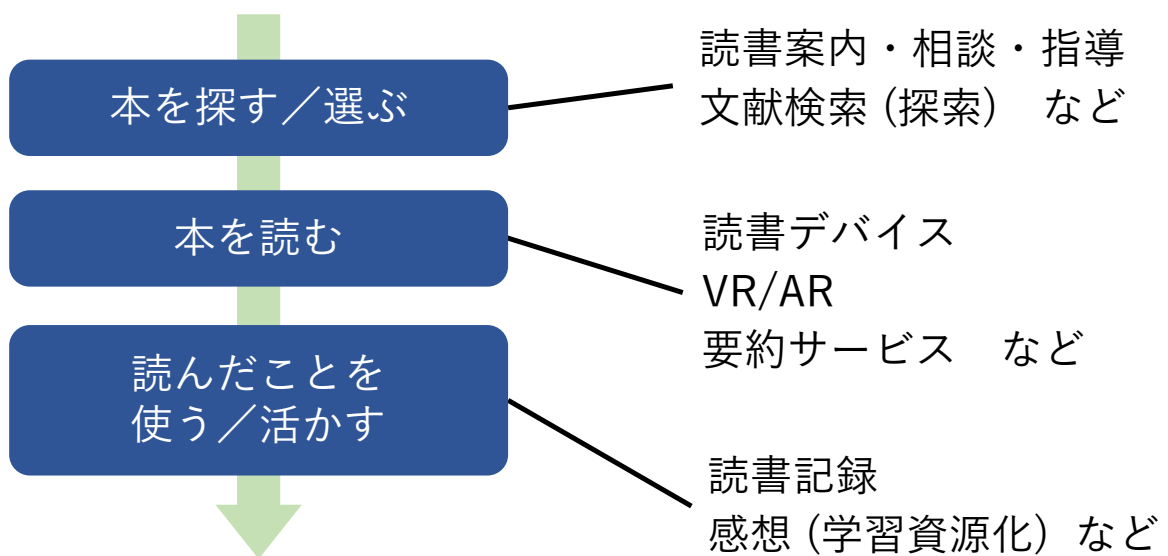 本を探す／選ぶ
読書案内・相談・指導
文献検索 (探索)　など
本を読む
読書デバイス
VR/AR
要約サービス　など
読んだことを
使う／活かす
読書記録
感想 (学習資源化) など